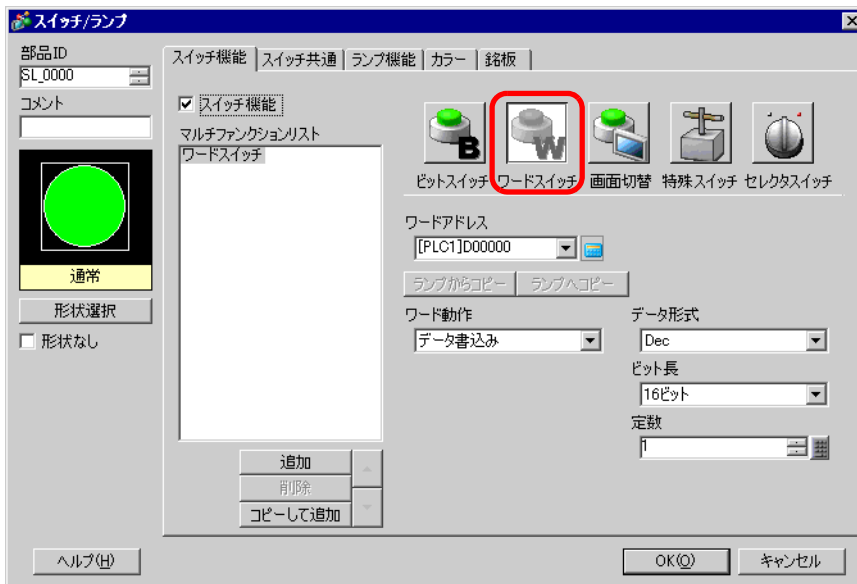 スイッチ/ランプ
部品ID
SL_0000
コメント
通常
形状選択
形状なし
スイッチ機能 スイッチ共通 ランプ機能 カラー 銘板
スイッチ機能
マルチファンクションリスト
ワードスイッチ
追加
削除
コピーして追加
B W
ビットスイッチ ワードスイッチ 画面切替 特殊スイッチ セレクタスイッチ
ワードアドレス
[PLC1]D00000
ランプからコピー ランプへコピー
ワード動作
データ書込み
データ形式
Dec
ビット長
16ビット
定数
1
ヘルプ(H) OK(O) キャンセル